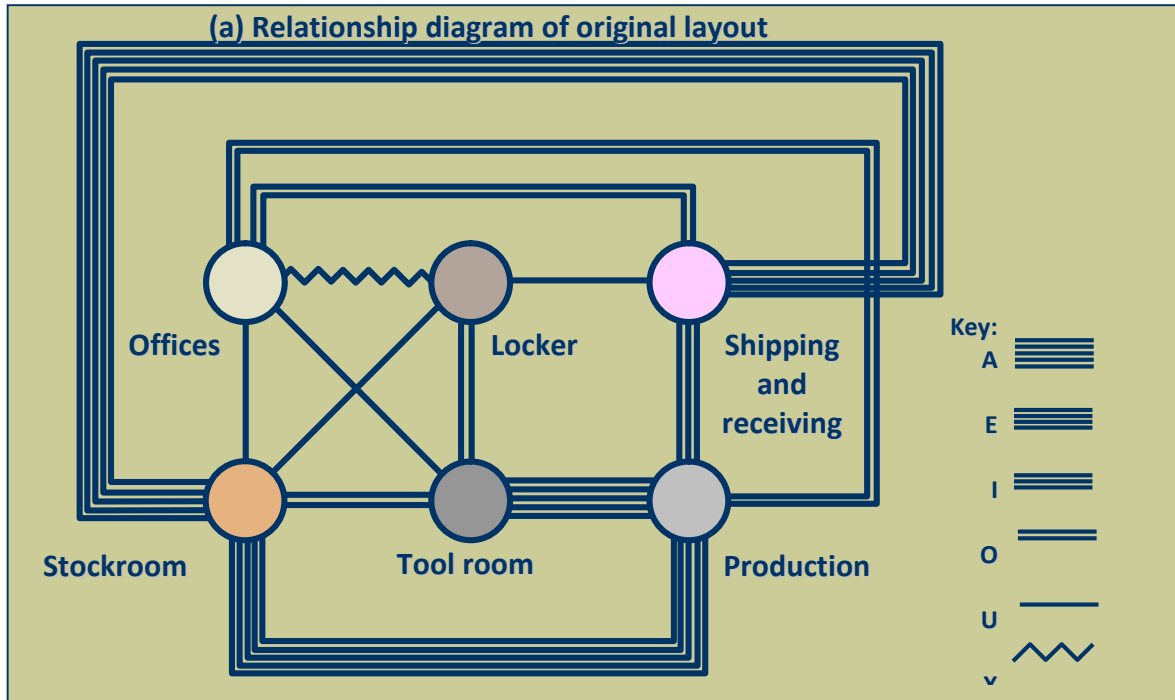 (a) Relationship diagram of original layout
Offices
Locker
Shipping
and
receiving
Key:
A
E
I
O
U
Stockroom
Tool room
Production